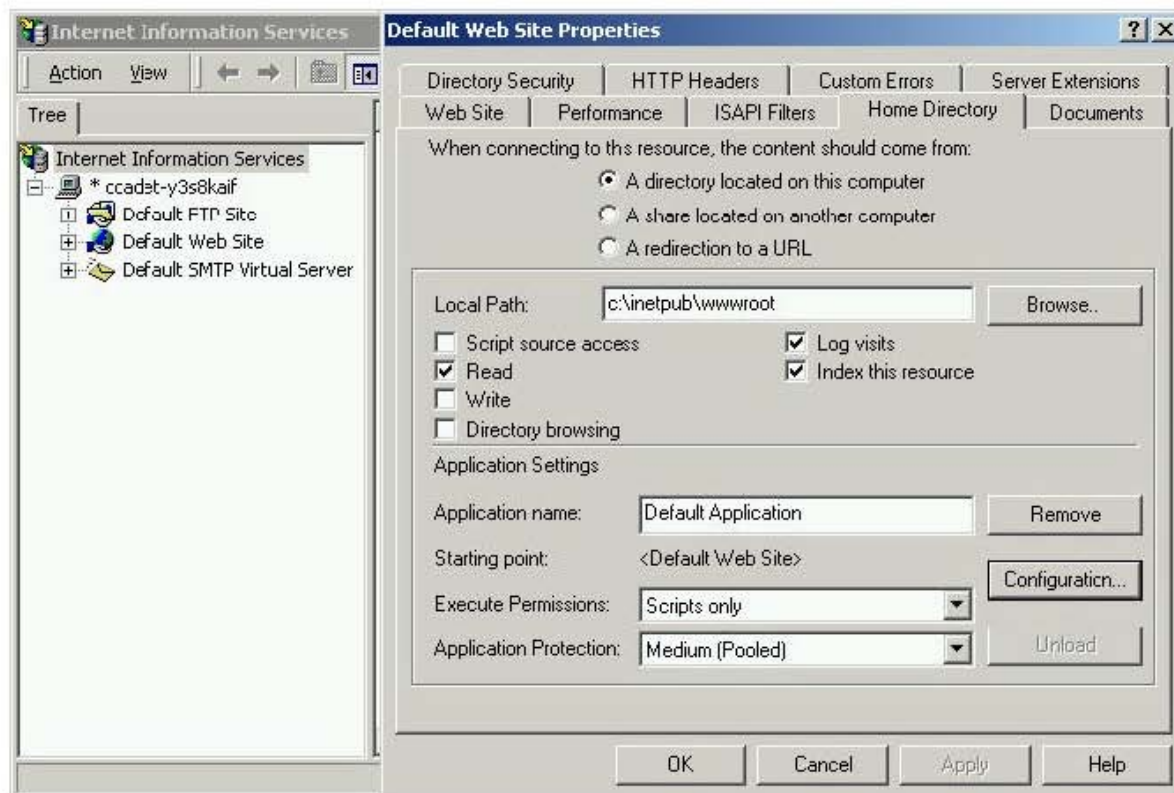 Internet Information Services
Action View
Tree
Internet Information Services
* ccadet-y3s8kaif
Default FTP Site
Default Web Site
Default SMTP Virtual Server
Default Web Site Properties
Directory Security HTTP Headers Custom Errors Server Extensions
Web Site Performance ISAPI Filters Home Directory Documents
When connecting to this resource, the content should come from:
A directory located on this computer
A share located on another computer
A redirection to a URL
Local Path: c:\inetpub\wwwroot Browse..
Script source access Log visits
Read Index this resource
Write
Directory browsing
Application Settings
Application name: Default Application Remove
Starting point: <Default Web Site>
Configuration...
Execute Permissions: Scripts only
Application Protection: Medium (Pooled) Unload
OK Cancel Apply Help